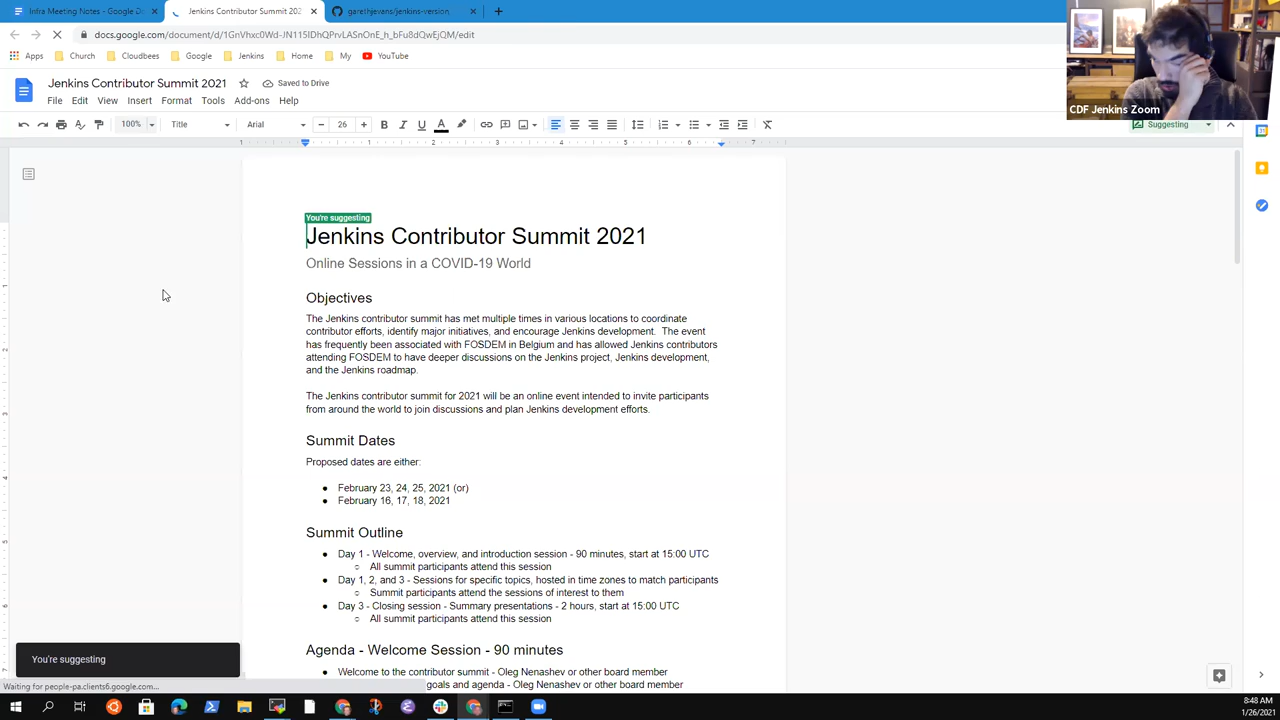 Infra Meeting Notes - Google Do
Jenkins Contributor Summit 202
garethjevans/jenkins-version
docs.google.com/document/d/1GnVhxc0Wd-JN115IDhQPrvLASnOnE_h_bFu8dQwEjQM/edit
Apps Church Cloudbees Google Jenkins Home My YouTube
Jenkins Contributor Summit 2021 Saved to Drive
File Edit View Insert Format Tools Add-ons Help
100% Title Arial 26 Suggesting
CDF Jenkins Zoom
1 1 2 3 4 5 6 7
You're suggesting
Jenkins Contributor Summit 2021
Online Sessions in a COVID-19 World
Objectives
The Jenkins contributor summit has met multiple times in various locations to coordinate
contributor efforts, identify major initiatives, and encourage Jenkins development. The event
has frequently been associated with FOSDEM in Belgium and has allowed Jenkins contributors
attending FOSDEM to have deeper discussions on the Jenkins project, Jenkins development,
and the Jenkins roadmap.
The Jenkins contributor summit for 2021 will be an online event intended to invite participants
from around the world to join discussions and plan Jenkins development efforts.
Summit Dates
Proposed dates are either:
● February 23, 24, 25, 2021 (or)
● February 16, 17, 18, 2021
Summit Outline
● Day 1 - Welcome, overview, and introduction session - 90 minutes, start at 15:00 UTC
○ All summit participants attend this session
● Day 1, 2, and 3 - Sessions for specific topics, hosted in time zones to match participants
○ Summit participants attend the sessions of interest to them
● Day 3 - Closing session - Summary presentations - 2 hours, start at 15:00 UTC
○ All summit participants attend this session
Agenda - Welcome Session - 90 minutes
● Welcome to the contributor summit - Oleg Nenashev or other board member
goals and agenda - Oleg Nenashev or other board member
You're suggesting
Waiting for people-pa.clients6.google.com...
8:48 AM
1/26/2021